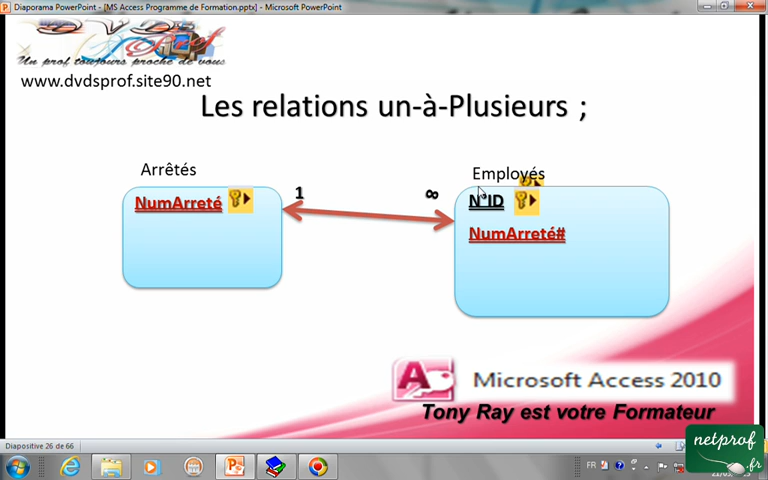 Diaporama PowerPoint - [MS Access Programme de Formation.pptx] - Microsoft PowerPoint
Un prof toujours proche de vous
www.dvdsprof.site90.net
Les relations un-à-Plusieurs ;
Arrêtés
Employés
NumArreté
1
∞
N°ID
NumArreté#
Microsoft Access 2010
Tony Ray est votre Formateur
Diapositive 26 de 66
netprof
.fr
FR